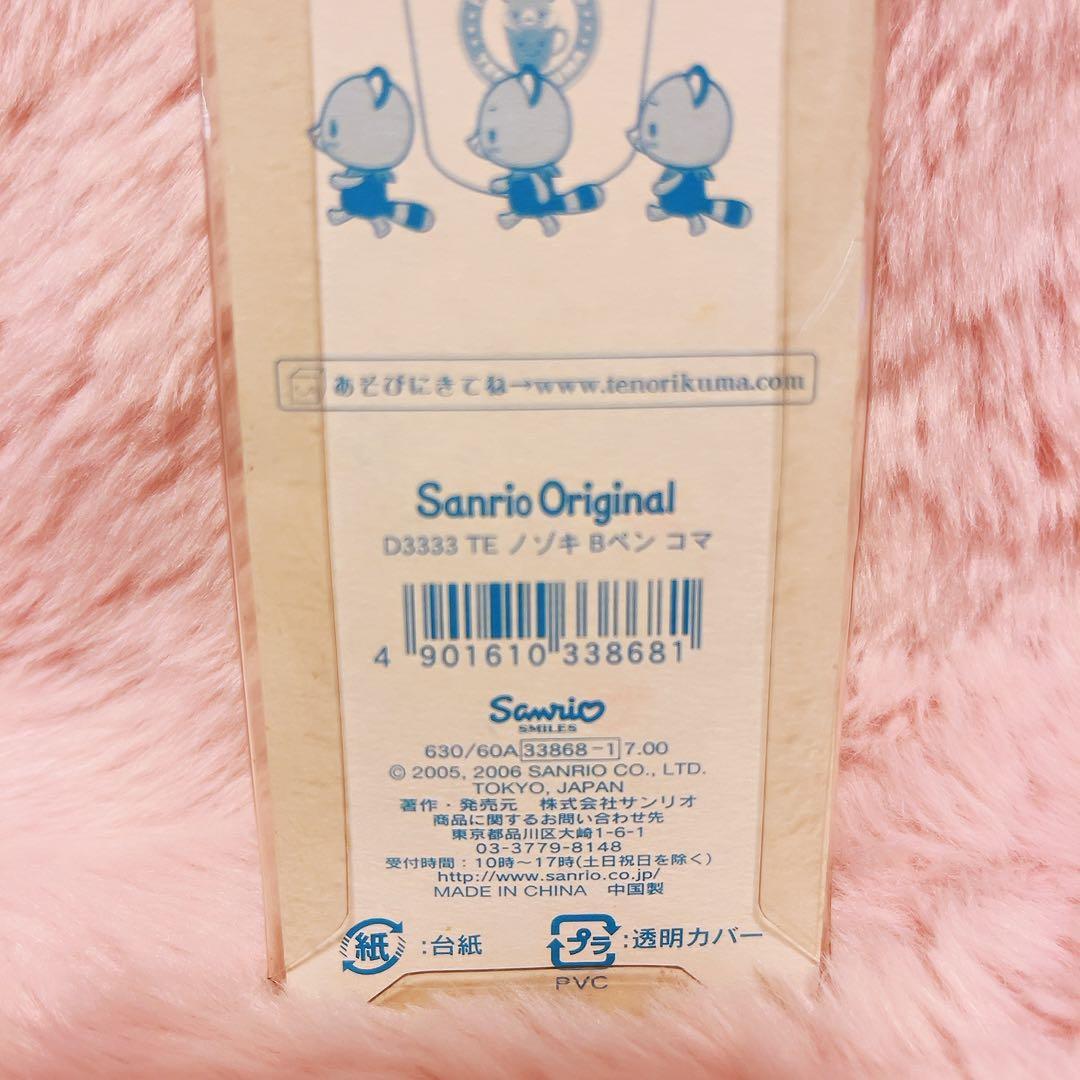 あそびにきてね→www.tenorikuma.com
Sanrio Original
D3333 TE ノゾキ Bペン コマ
4 901610 338681
Sanrio
SMILES
630/60A 33868-1 7.00
© 2005, 2006 SANRIO CO., LTD.
TOKYO, JAPAN
著作・発売元 株式会社サンリオ
商品に関するお問い合わせ先
東京都品川区大崎1-6-1
03-3779-8148
受付時間：10時〜17時(土日祝日を除く)
http://www.sanrio.co.jp/
MADE IN CHINA 中国製
紙 :台紙 プラ :透明カバー
PVC